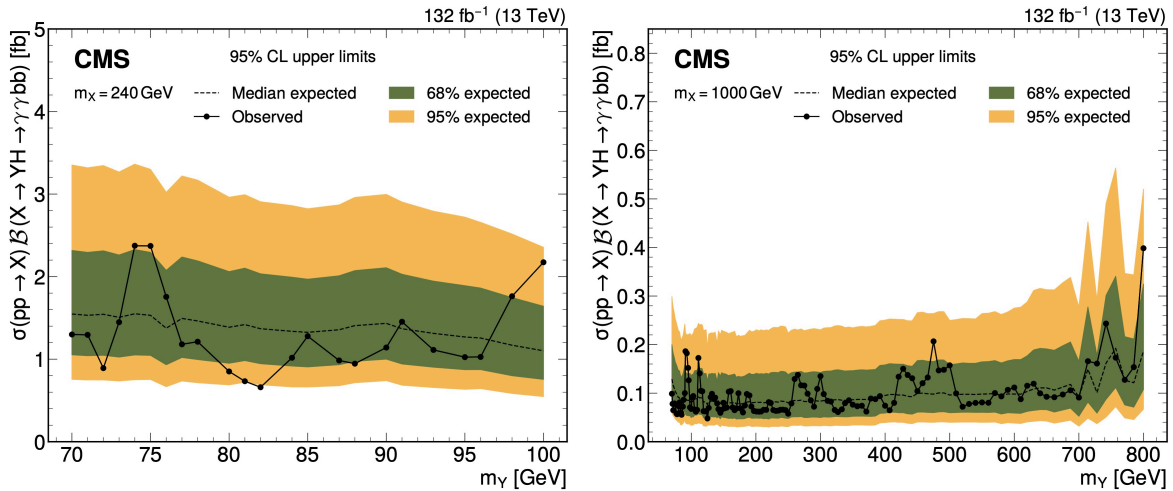 132 fb⁻¹ (13 TeV)
CMS
95% CL upper limits
m_X = 240 GeV
Median expected
68% expected
Observed
95% expected
σ(pp → X) ℬ(X → YH → γγbb) [fb]
5
4
3
2
1
0
70 75 80 85 90 95 100
m_Y [GeV]
132 fb⁻¹ (13 TeV)
CMS
95% CL upper limits
m_X = 1000 GeV
Median expected
68% expected
Observed
95% expected
σ(pp → X) ℬ(X → YH → γγbb) [fb]
0.8
0.7
0.6
0.5
0.4
0.3
0.2
0.1
0.0
100 200 300 400 500 600 700 800
m_Y [GeV]